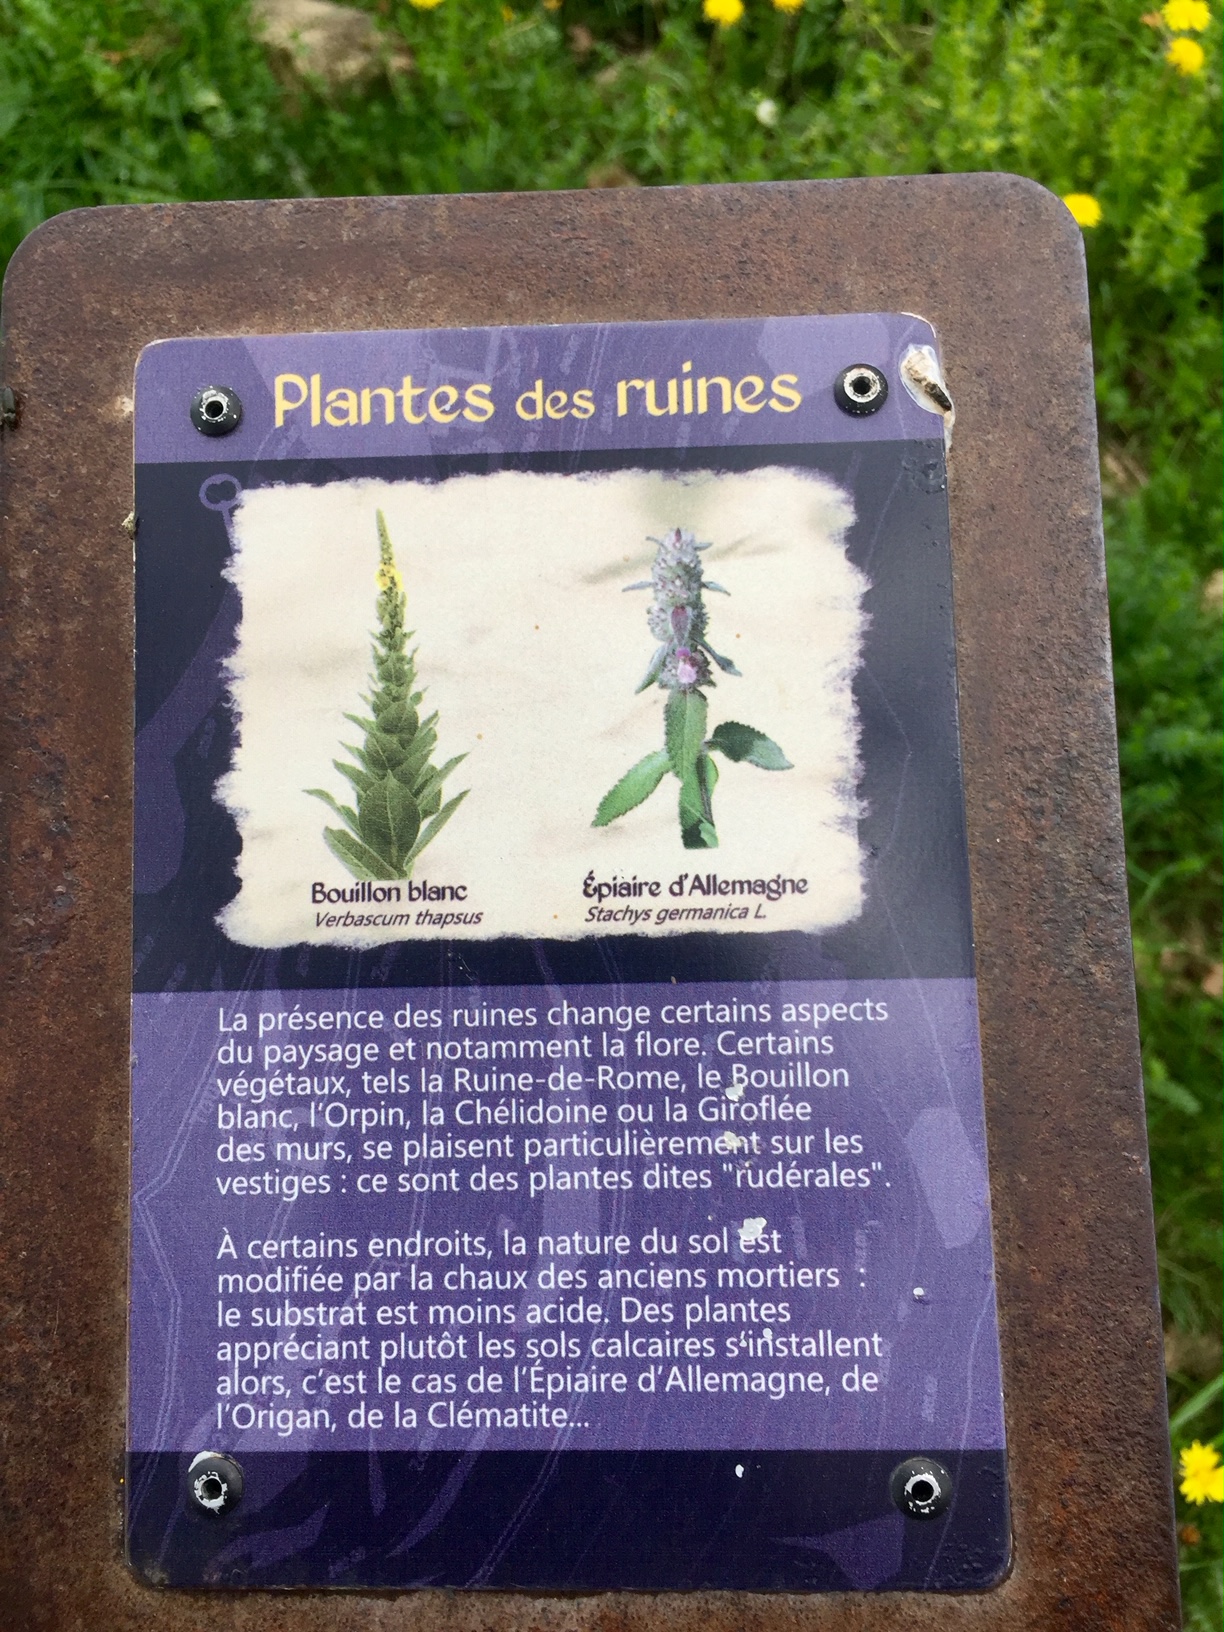 Plantes des ruines
Bouillon blanc
Verbascum thapsus
Épiaire d'Allemagne
Stachys germanica L.
La présence des ruines change certains aspects
du paysage et notamment la flore. Certains
végétaux, tels la Ruine-de-Rome, le Bouillon
blanc, l'Orpin, la Chélidoine ou la Giroflée
des murs, se plaisent particulièrement sur les
vestiges : ce sont des plantes dites "rudérales".
À certains endroits, la nature du sol est
modifiée par la chaux des anciens mortiers :
le substrat est moins acide. Des plantes
appréciant plutôt les sols calcaires s'installent
alors, c'est le cas de l'Épiaire d'Allemagne, de
l'Origan, de la Clématite...